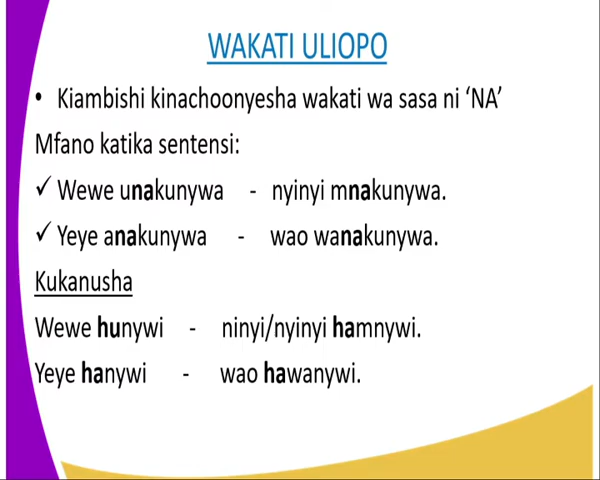 WAKATI ULIOPO
• Kiambishi kinachoonyesha wakati wa sasa ni ‘NA’
Mfano katika sentensi:
✓ Wewe unakunywa - nyinyi mnakunywa.
✓ Yeye anakunywa - wao wanakunywa.
Kukanusha
Wewe hunywi - ninyi/nyinyi hamnywi.
Yeye hanywi - wao hawanywi.